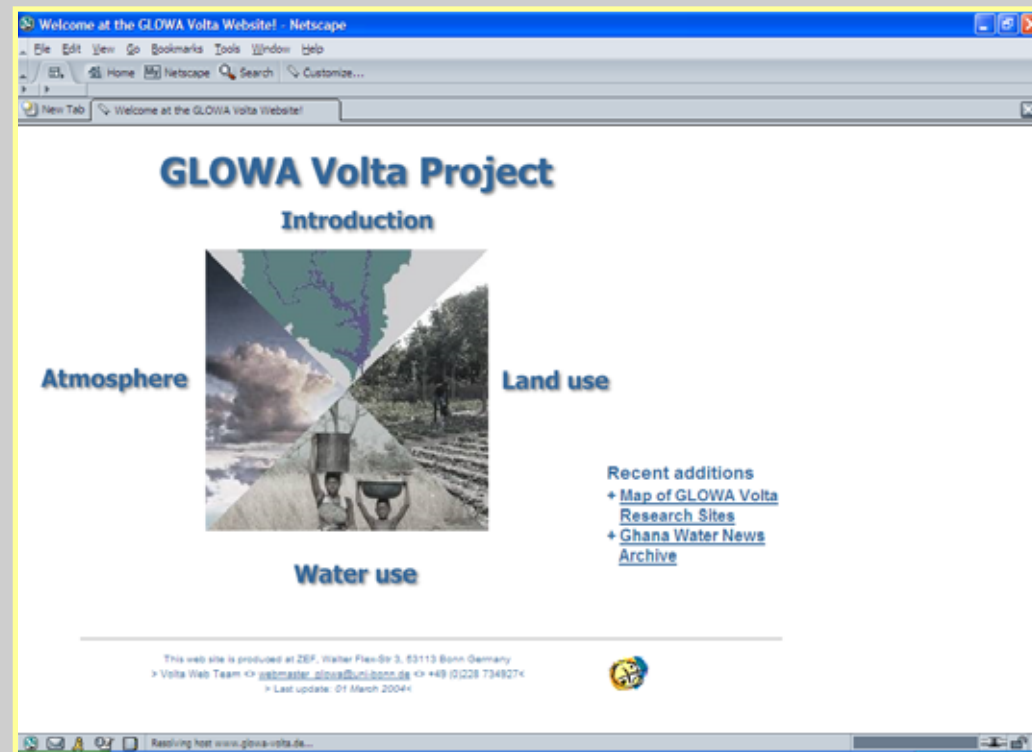 Welcome at the GLOWA Volta Website! - Netscape
File Edit View Go Bookmarks Tools Window Help
Home Netscape Search Customize...
New Tab Welcome at the GLOWA Volta Website!
GLOWA Volta Project
Introduction
Atmosphere
Land use
Recent additions
+ Map of GLOWA Volta
Research Sites
+ Ghana Water News
Archive
Water use
This web site is produced at ZEF, Walter Flex-Str 3, 53113 Bonn Germany
> Volta Web Team <> webmaster_glowa@uni-bonn.de <> +49 (0)228 734927<
> Last update: 01 March 2004<
Resolving host www.glowa-volta.de...